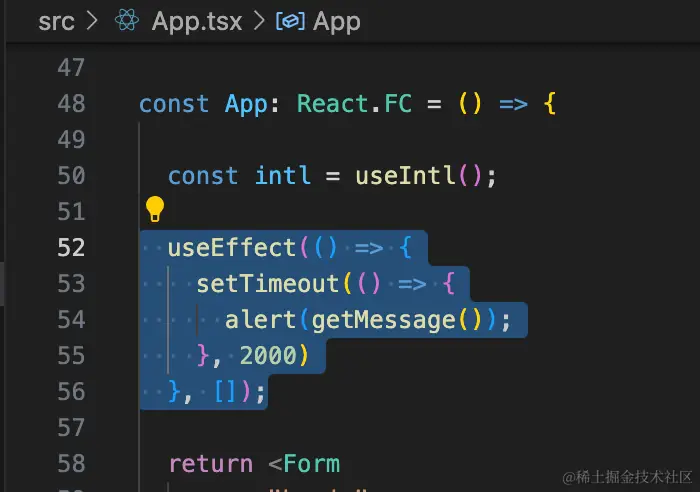 src > App.tsx > App
47
48 const App: React.FC = () => {
49
50 const intl = useIntl();
51
52 useEffect(() => {
53 setTimeout(() => {
54 alert(getMessage());
55 }, 2000)
56 }, []);
57
58 return <Form
@稀土掘金技术社区